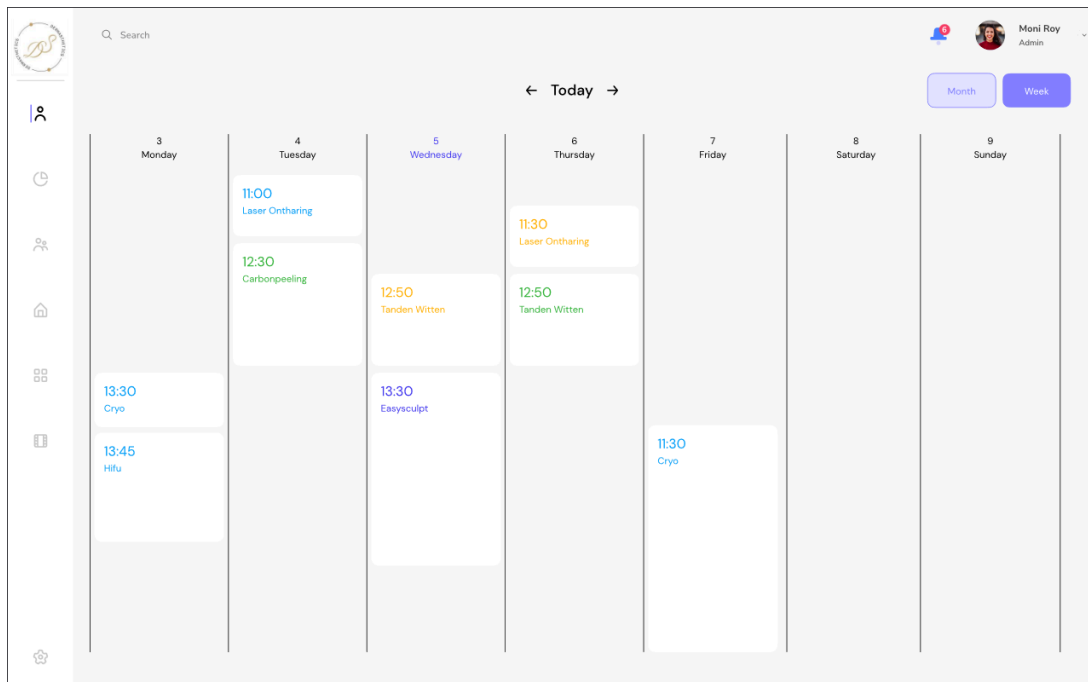 DS
Search
6
Moni Roy
Admin
← Today →
Month
Week
3
Monday
4
Tuesday
5
Wednesday
6
Thursday
7
Friday
8
Saturday
9
Sunday
11:00
Laser Ontharing
12:30
Carbonpeeling
11:30
Laser Ontharing
12:50
Tanden Witten
12:50
Tanden Witten
13:30
Cryo
13:45
Hifu
13:30
Easysculpt
11:30
Cryo